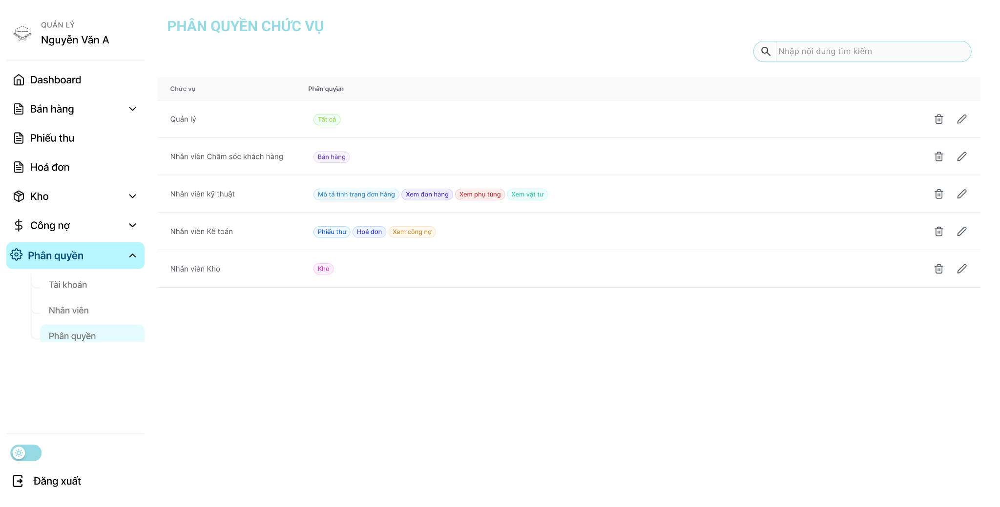 QUẢN LÝ
Nguyễn Văn A
Dashboard
Bán hàng
Phiếu thu
Hoá đơn
Kho
Công nợ
Phân quyền
Tài khoản
Nhân viên
Phân quyền
Đăng xuất
PHÂN QUYỀN CHỨC VỤ
Nhập nội dung tìm kiếm
Chức vụ Phân quyền
Quản lý Tất cả
Nhân viên Chăm sóc khách hàng Bán hàng
Nhân viên kỹ thuật Mô tả tình trạng đơn hàng Xem đơn hàng Xem phụ tùng Xem vật tư
Nhân viên Kế toán Phiếu thu Hoá đơn Xem công nợ
Nhân viên Kho Kho